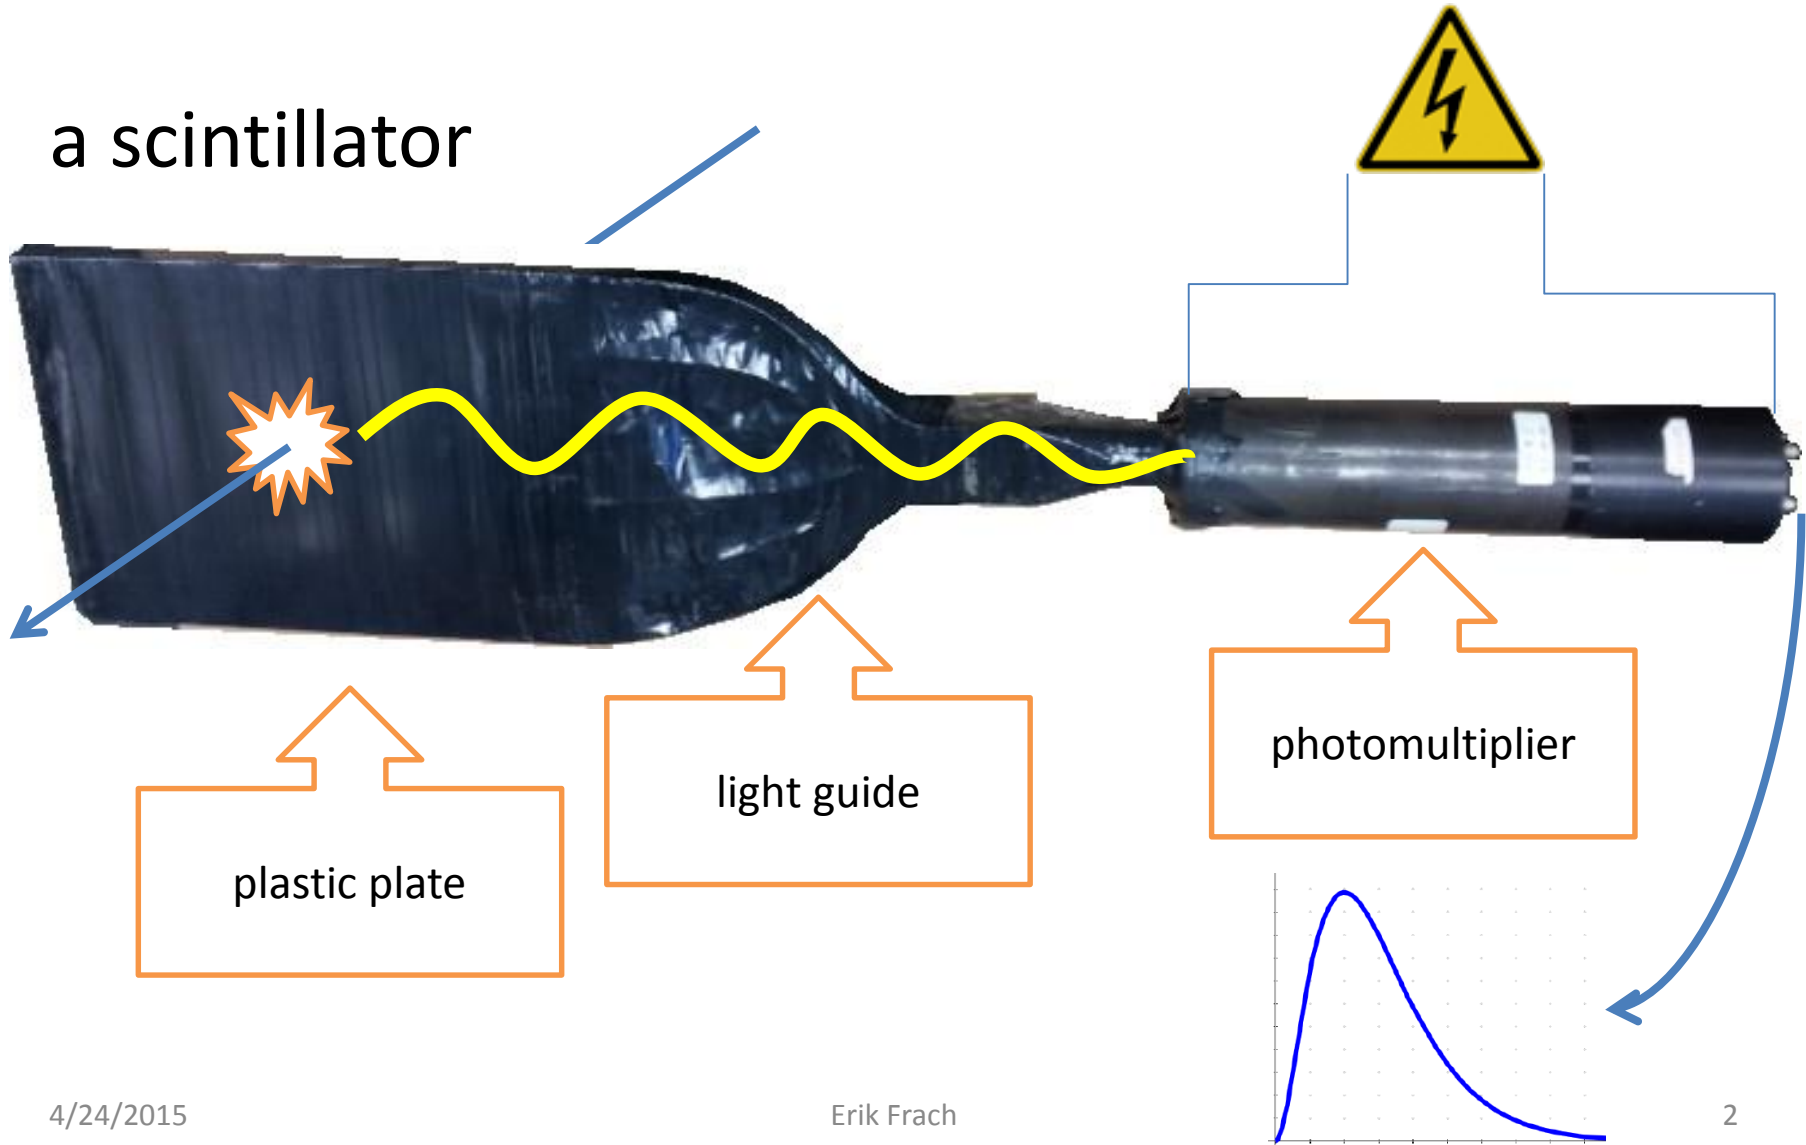 a scintillator
plastic plate
light guide
photomultiplier
4/24/2015
Erik Frach
2